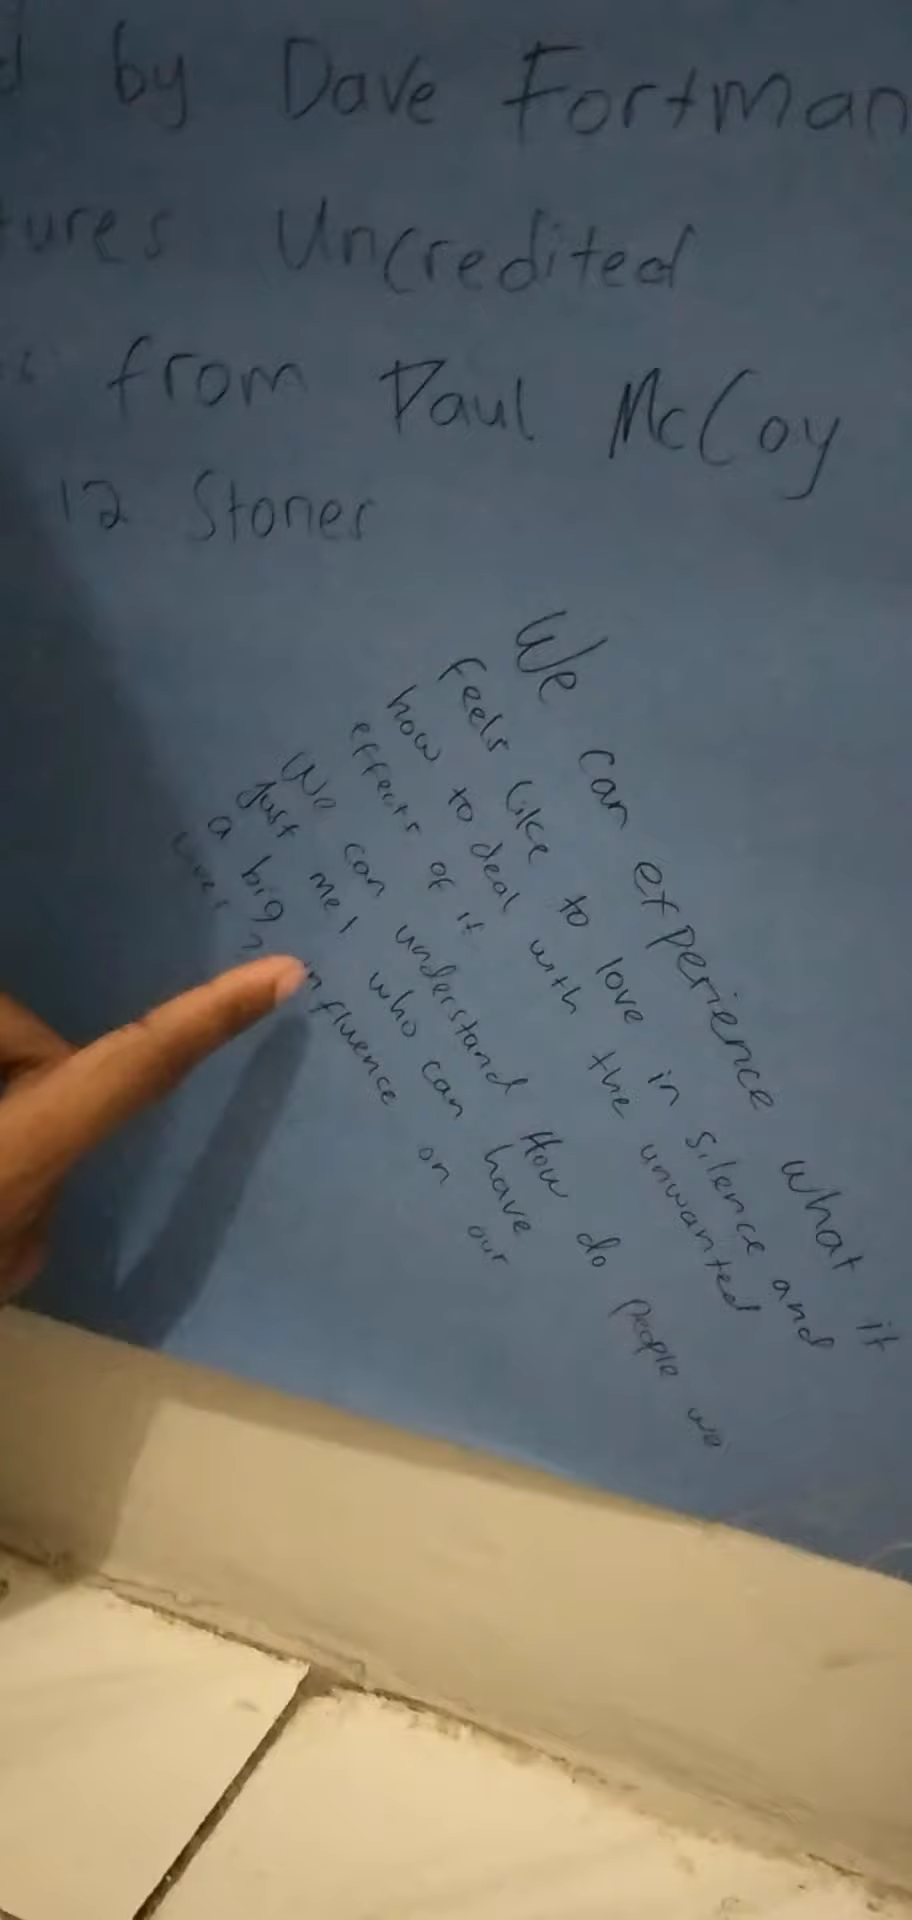 by Dave Fortman
Uncredited
from Paul McCoy
12 Stones
We can experience what it
feels like to love in silence and
how to deal with the unwanted
effects of it
We can understand How do people we
just met who can have
a big influence on our